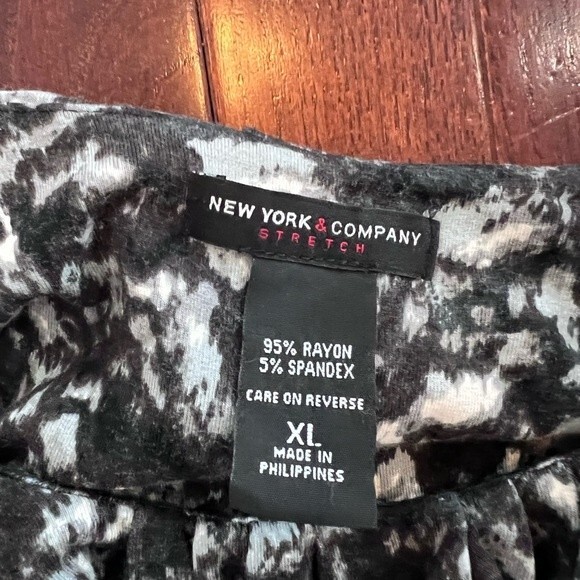 NEW YORK & COMPANY
STRETCH
95% RAYON
5% SPANDEX
CARE ON REVERSE
XL
MADE IN
PHILIPPINES